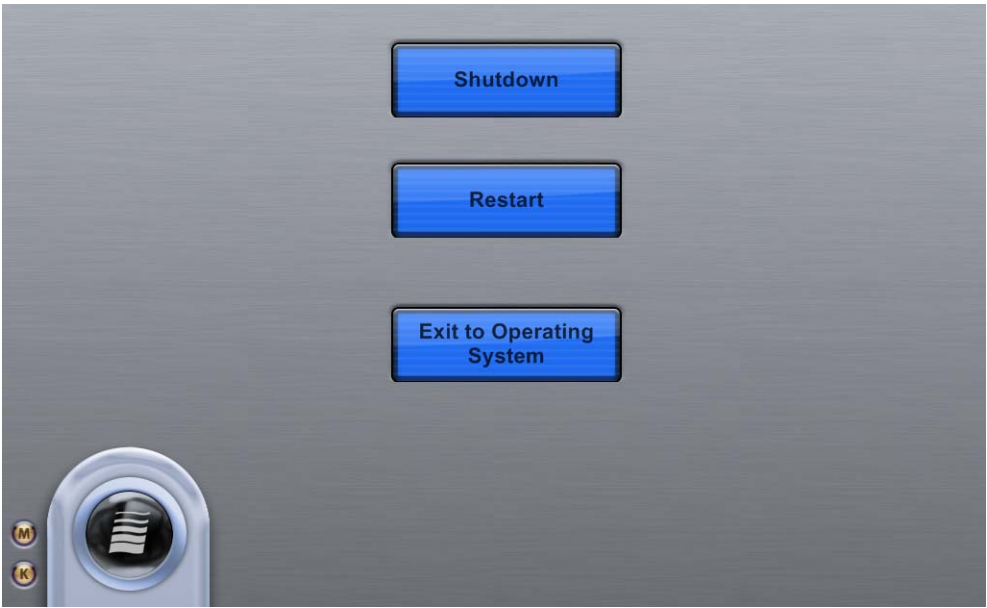 Shutdown
Restart
Exit to Operating
System
M
K